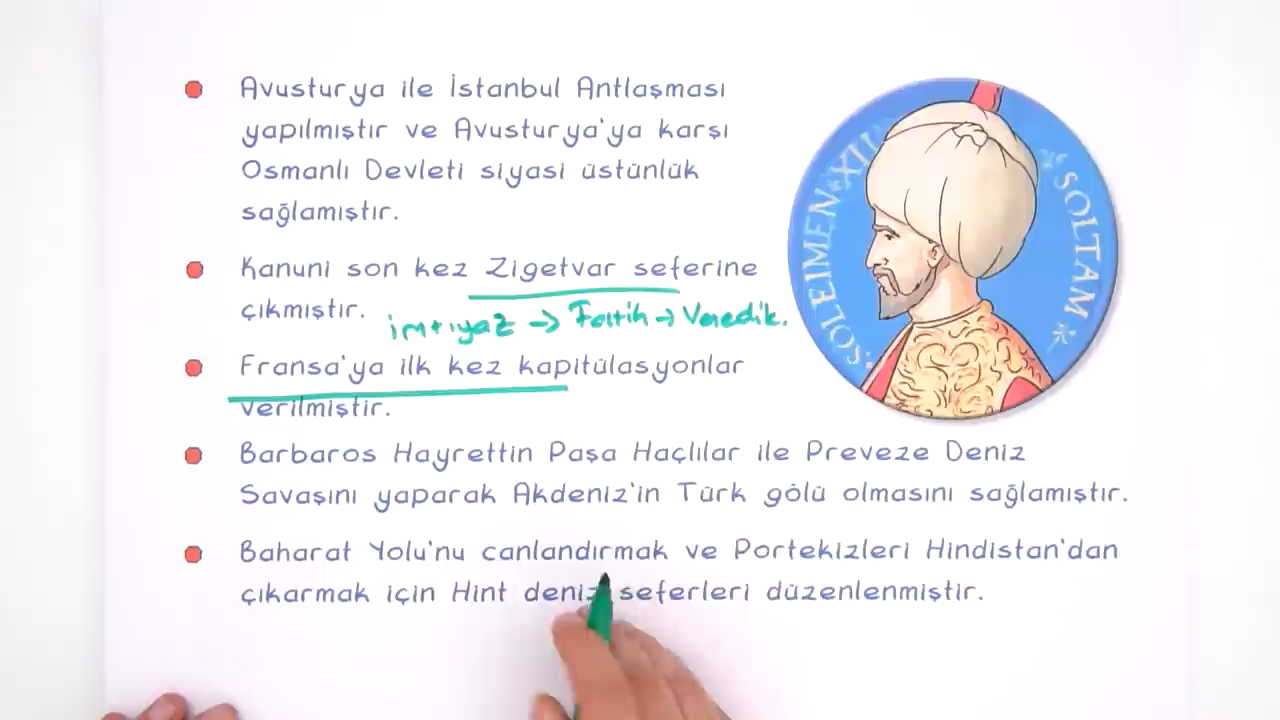 Avusturya ile İstanbul Antlaşması
yapılmıştır ve Avusturya'ya karşı
Osmanlı Devleti siyasi üstünlük
sağlamıştır.
Kanuni son kez Zigetvar seferine
çıkmıştır.
imtiyaz → Fatih → Venedik.
Fransa'ya ilk kez kapitülasyonlar
verilmiştir.
Barbaros Hayrettin Paşa Haçlılar ile Preveze Deniz
Savaşını yaparak Akdeniz'in Türk gölü olmasını sağlamıştır.
Baharat Yolu'nu canlandırmak ve Portekizleri Hindistan'dan
çıkarmak için Hint deniz seferleri düzenlenmiştir.
SOLEIMEN XII
SOLTAM